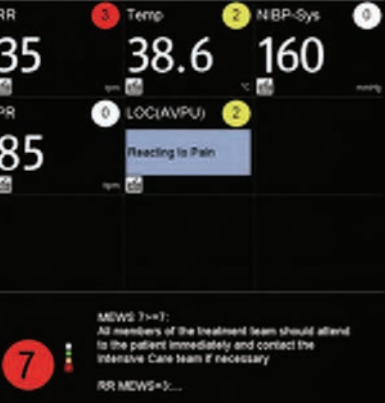 RR
3
Temp
2
NIBP-Sys
0
35
rpm
38.6
°C
160
mmHg
PR
0
LOC(AVPU)
2
85
bpm
Reacting to Pain
7
MEWS 7>=7:
All members of the treatment team should attend
to the patient immediately and contact the
Intensive Care team if necessary
RR MEWS=3:...